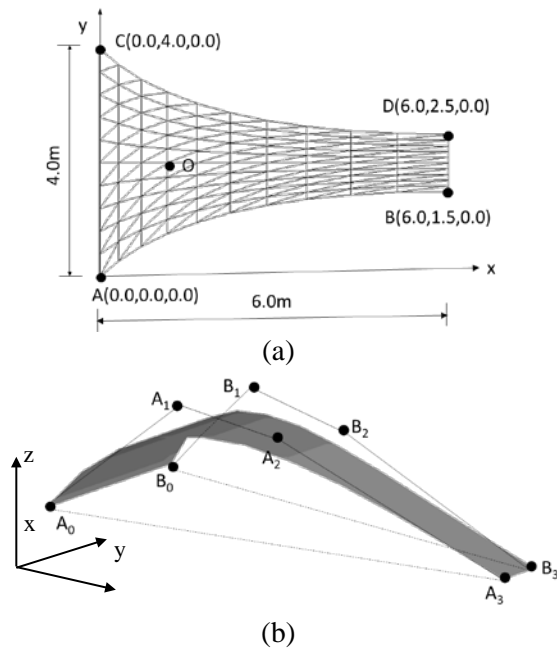 y
C(0.0,4.0,0.0)
D(6.0,2.5,0.0)
4.0m
O
B(6.0,1.5,0.0)
x
A(0.0,0.0,0.0)
6.0m
(a)
B₁
A₁
B₂
z
A₂
B₀
x
A₀
y
B₃
A₃
(b)